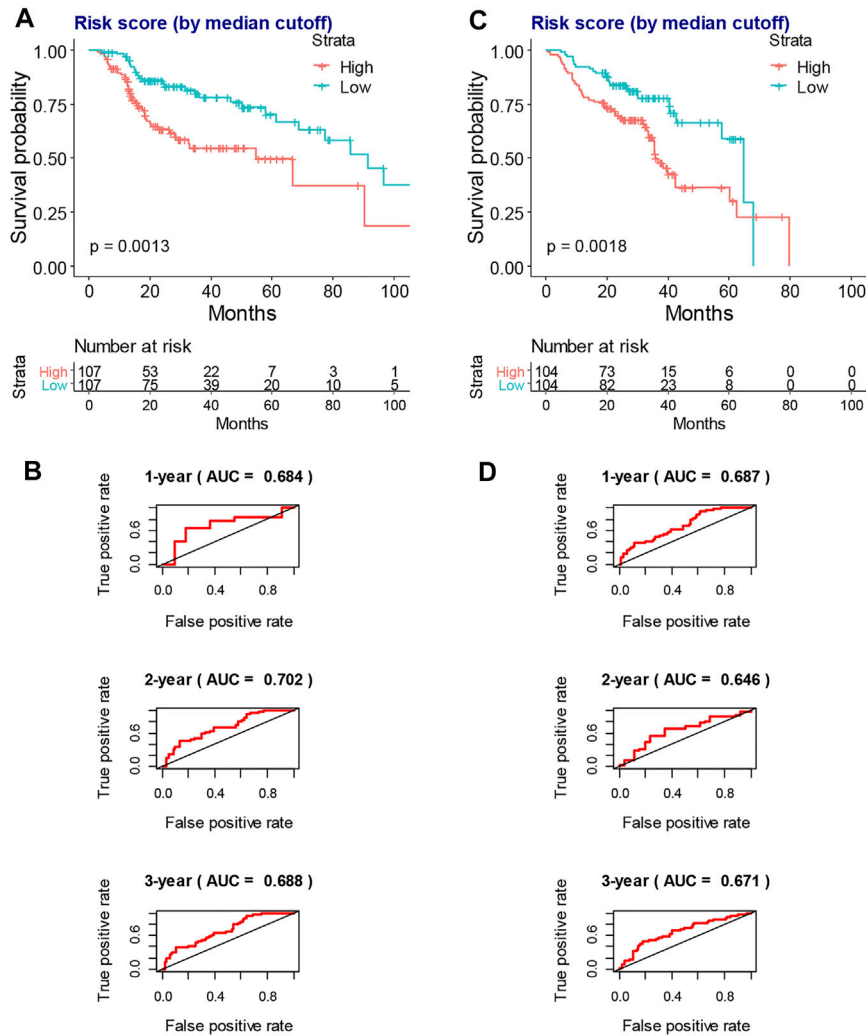 A
Risk score (by median cutoff)
Strata
High
Low
Survival probability
1.00
0.75
0.50
0.25
0.00
p = 0.0013
0 20 40 60 80 100
Months
Number at risk
Strata
High 107 53 22 7 3 1
Low 107 75 39 20 10 5
0 20 40 60 80 100
Months
C
Risk score (by median cutoff)
Strata
High
Low
Survival probability
1.00
0.75
0.50
0.25
0.00
p = 0.0018
0 20 40 60 80 100
Months
Number at risk
Strata
High 104 73 15 6 0 0
Low 104 82 23 8 0 0
0 20 40 60 80 100
Months
B
1-year ( AUC = 0.684 )
True positive rate
0.0 0.6
0.0 0.4 0.8
False positive rate
2-year ( AUC = 0.702 )
True positive rate
0.0 0.6
0.0 0.4 0.8
False positive rate
3-year ( AUC = 0.688 )
True positive rate
0.0 0.6
0.0 0.4 0.8
False positive rate
D
1-year ( AUC = 0.687 )
True positive rate
0.0 0.6
0.0 0.4 0.8
False positive rate
2-year ( AUC = 0.646 )
True positive rate
0.0 0.6
0.0 0.4 0.8
False positive rate
3-year ( AUC = 0.671 )
True positive rate
0.0 0.6
0.0 0.4 0.8
False positive rate